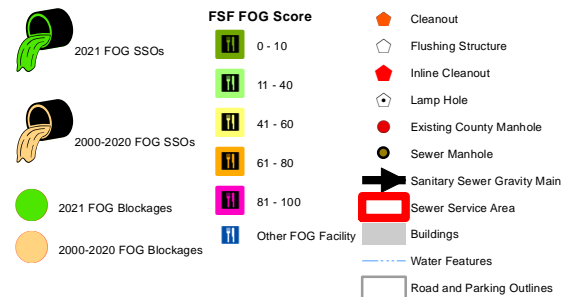 2021 FOG SSOs
2000-2020 FOG SSOs
2021 FOG Blockages
2000-2020 FOG Blockages
FSF FOG Score
0 - 10
11 - 40
41 - 60
61 - 80
81 - 100
Other FOG Facility
Cleanout
Flushing Structure
Inline Cleanout
Lamp Hole
Existing County Manhole
Sewer Manhole
Sanitary Sewer Gravity Main
Sewer Service Area
Buildings
Water Features
Road and Parking Outlines